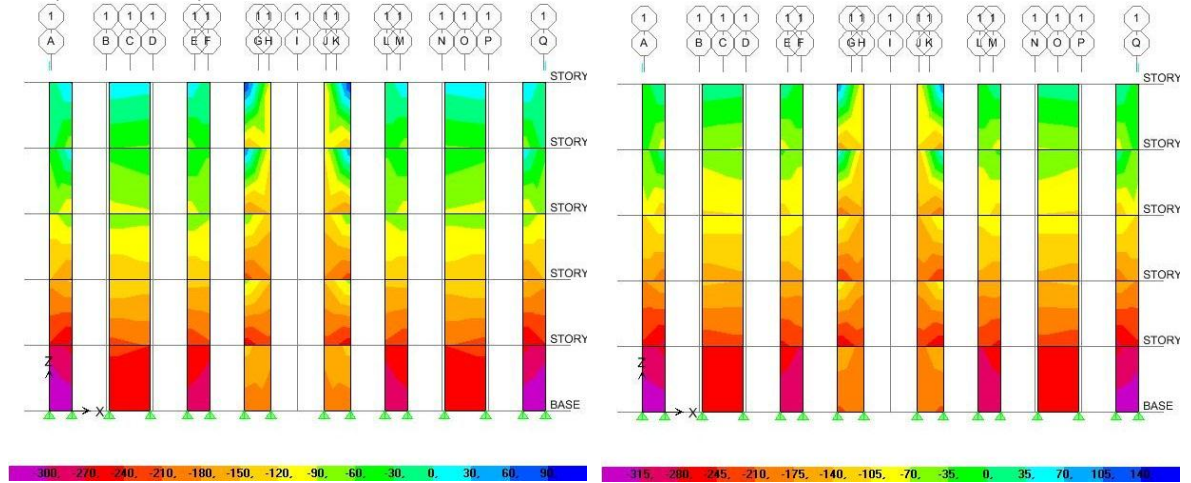 1 1 1 1 1 1 1 1 1 1 1 1 1 1 1 1 1
A B C D E F G H I J K L M N O P Q
STORY
STORY
STORY
STORY
STORY
Z
X
BASE
-300, -270, -240, -210, -180, -150, -120, -90, -60, -30, 0, 30, 60, 90,
1 1 1 1 1 1 1 1 1 1 1 1 1 1 1 1 1
A B C D E F G H I J K L M N O P Q
STORY
STORY
STORY
STORY
STORY
Z
X
BASE
-315, -280, -245, -210, -175, -140, -105, -70, -35, 0, 35, 70, 105, 140,